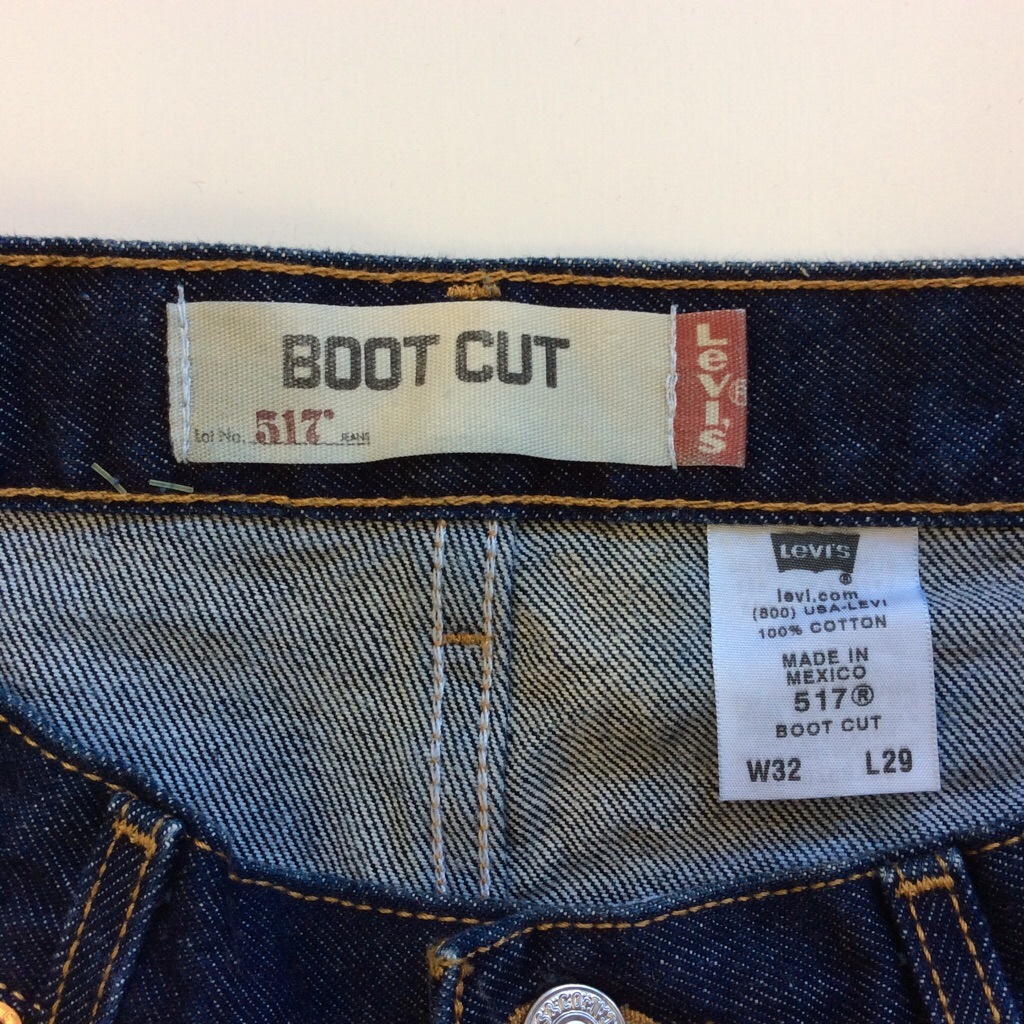 BOOT CUT
Lot No. 517® JEANS
Levi's®
Levi's®
levi.com
(800) USA-LEVI
100% COTTON
MADE IN
MEXICO
517®
BOOT CUT
W32 L29